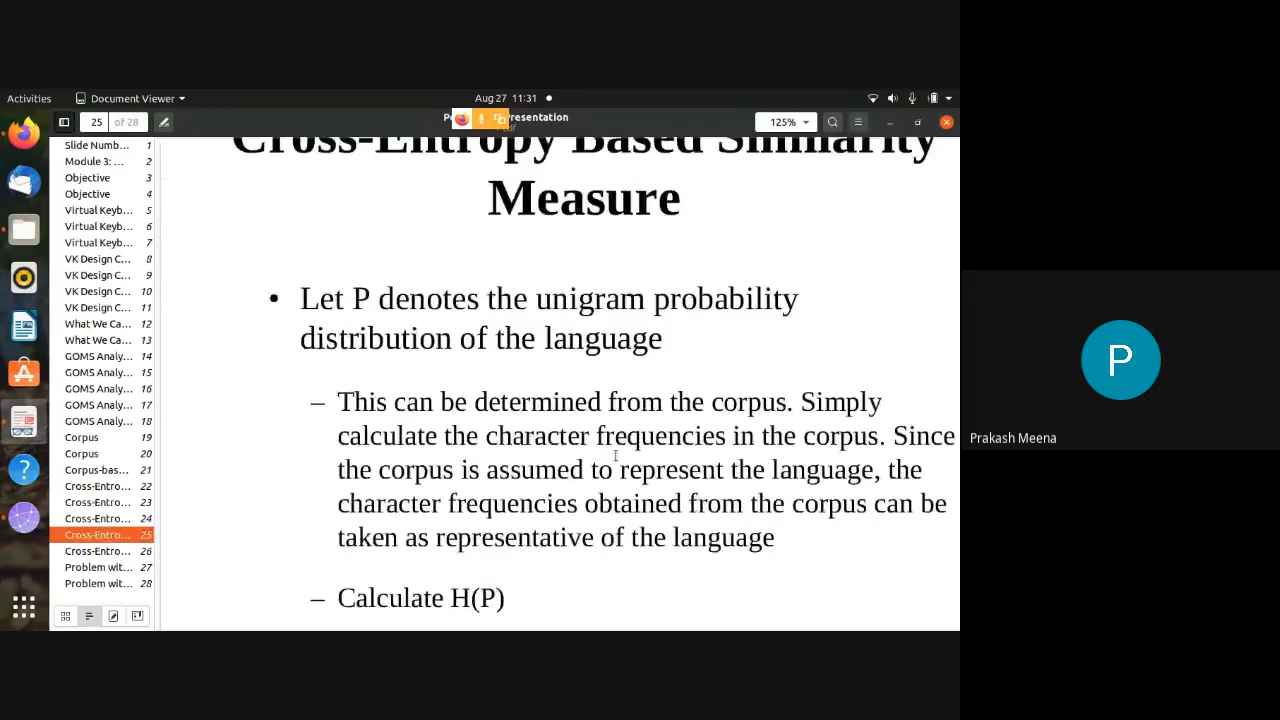 Activities
Document Viewer
Aug 27 11:31
25
of 28
Presentation
125%
Slide Numb... 1
Module 3: ... 2
Objective 3
Objective 4
Virtual Keyb... 5
Virtual Keyb... 6
Virtual Keyb... 7
VK Design C... 8
VK Design C... 9
VK Design C... 10
VK Design C... 11
What We Ca... 12
What We Ca... 13
GOMS Analy... 14
GOMS Analy... 15
GOMS Analy... 16
GOMS Analy... 17
GOMS Analy... 18
Corpus 19
Corpus 20
Corpus-bas... 21
Cross-Entro... 22
Cross-Entro... 23
Cross-Entro... 24
Cross-Entro... 25
Cross-Entro... 26
Problem wit... 27
Problem wit... 28
Cross-Entropy Based Similarity
Measure
• Let P denotes the unigram probability
distribution of the language
– This can be determined from the corpus. Simply
calculate the character frequencies in the corpus. Since
the corpus is assumed to represent the language, the
character frequencies obtained from the corpus can be
taken as representative of the language
– Calculate H(P)
P
Prakash Meena